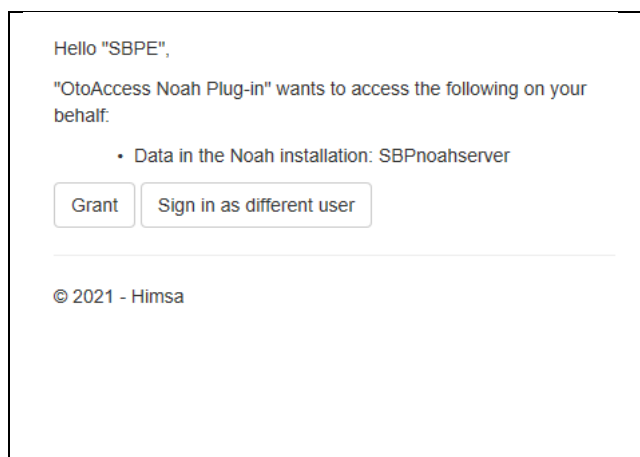 Hello "SBPE",
"OtoAccess Noah Plug-in" wants to access the following on your
behalf:
• Data in the Noah installation: SBPnoahserver
Grant Sign in as different user
© 2021 - Himsa